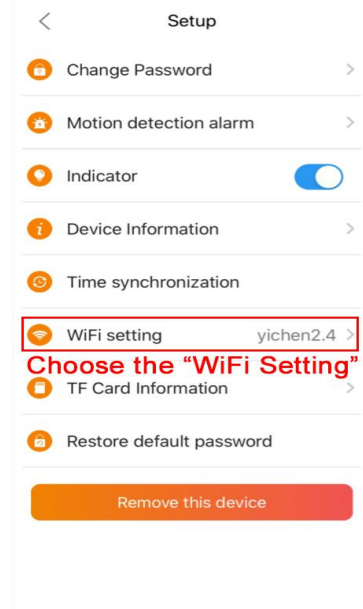 Setup
Change Password
Motion detection alarm
Indicator
Device Information
Time synchronization
WiFi setting yichen2.4
Choose the “WiFi Setting”
TF Card Information
Restore default password
Remove this device